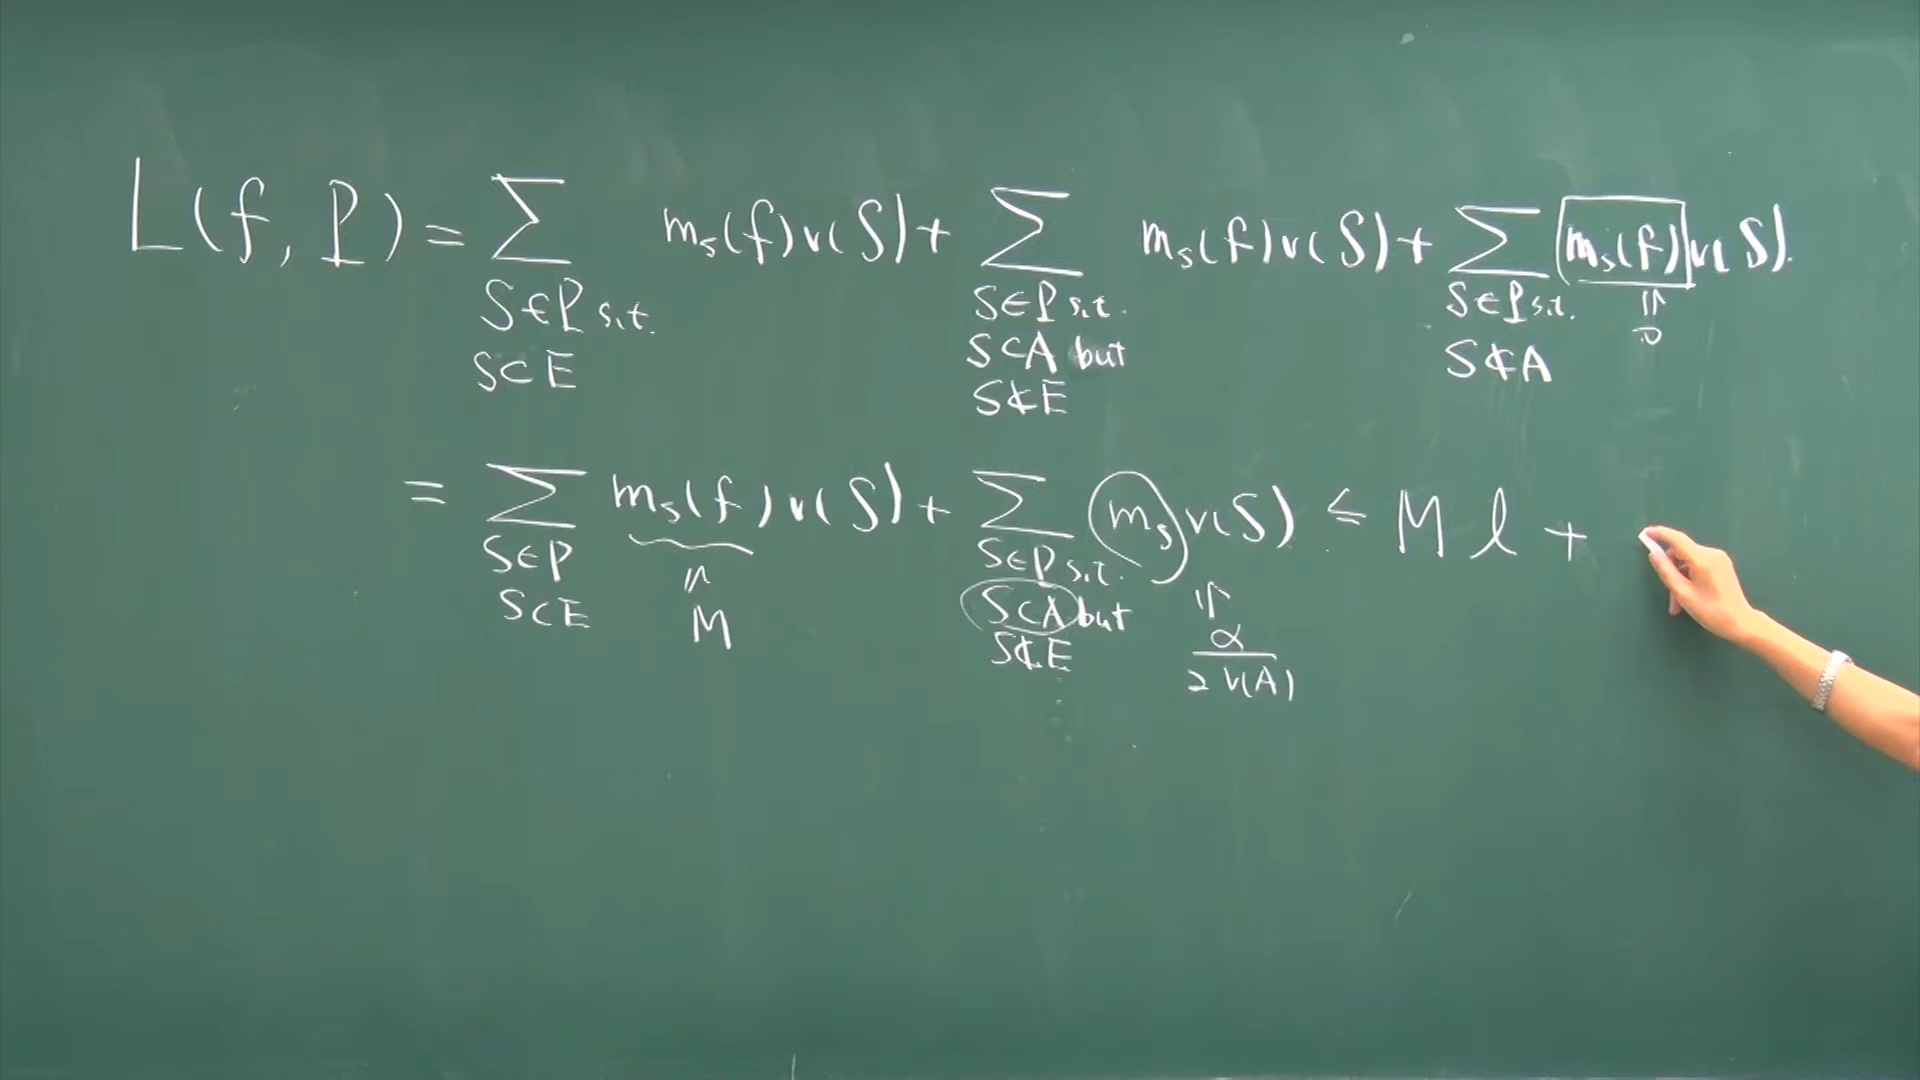 L(f, P) = ∑ m_s(f)v(S) + ∑ m_s(f)v(S) + ∑ m_s(f) v(S).
S∈P s.t. S∈P s.t. S∈P s.t. 〃 0
S⊂E S⊂A but S⊄A
S⊄E
= ∑ m_s(f)v(S) + ∑ m_s v(S) ≤ M l +
S∈P S∈P s.t.
S⊂E M S⊂A but α
S⊄E 2 v(A)